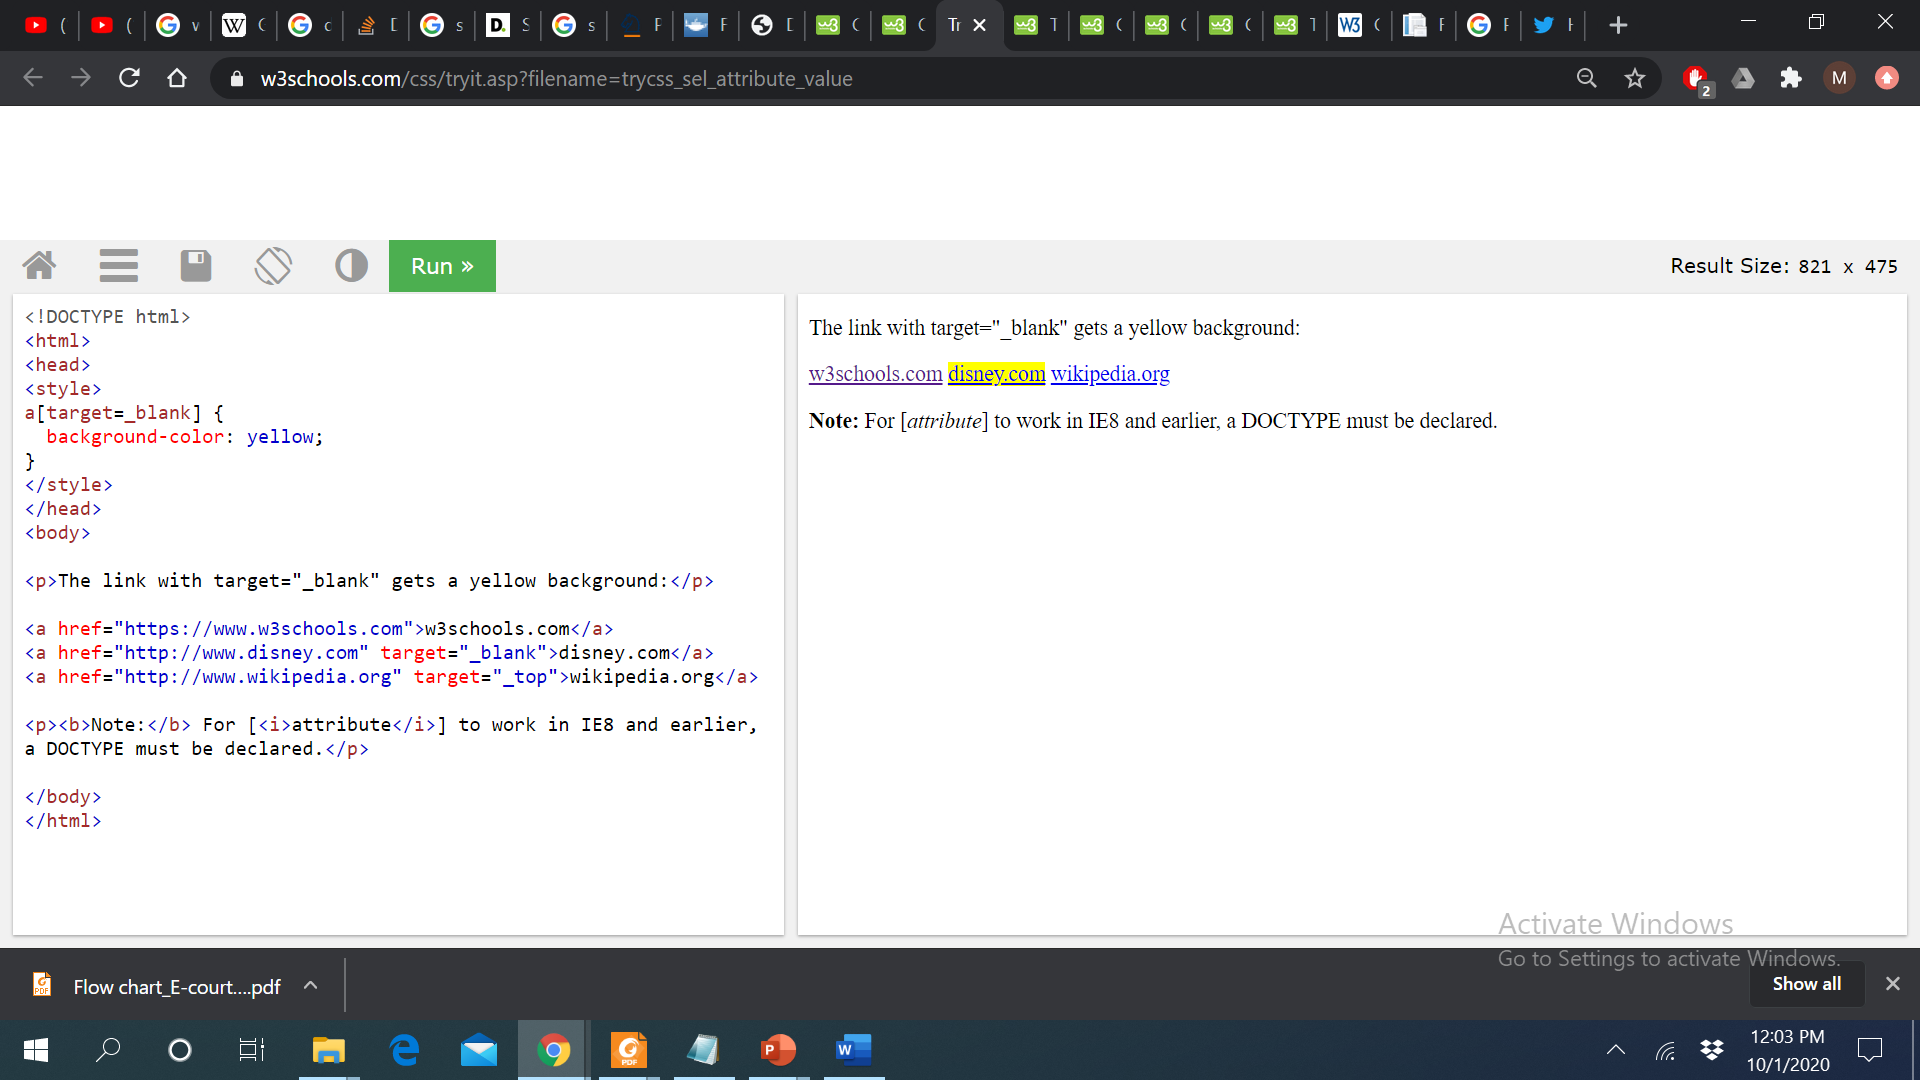 w3schools.com/css/tryit.asp?filename=trycss_sel_attribute_value
M
2
Run »
Result Size: 821 x 475
<!DOCTYPE html>
<html>
<head>
<style>
a[target=_blank] {
  background-color: yellow;
}
</style>
</head>
<body>
<p>The link with target="_blank" gets a yellow background:</p>
<a href="https://www.w3schools.com">w3schools.com</a>
<a href="http://www.disney.com" target="_blank">disney.com</a>
<a href="http://www.wikipedia.org" target="_top">wikipedia.org</a>
<p><b>Note:</b> For [<i>attribute</i>] to work in IE8 and earlier,
a DOCTYPE must be declared.</p>
</body>
</html>
The link with target="_blank" gets a yellow background:
w3schools.com disney.com wikipedia.org
Note: For [attribute] to work in IE8 and earlier, a DOCTYPE must be declared.
Activate Windows
Go to Settings to activate Windows.
Flow chart_E-court....pdf
Show all
12:03 PM
10/1/2020